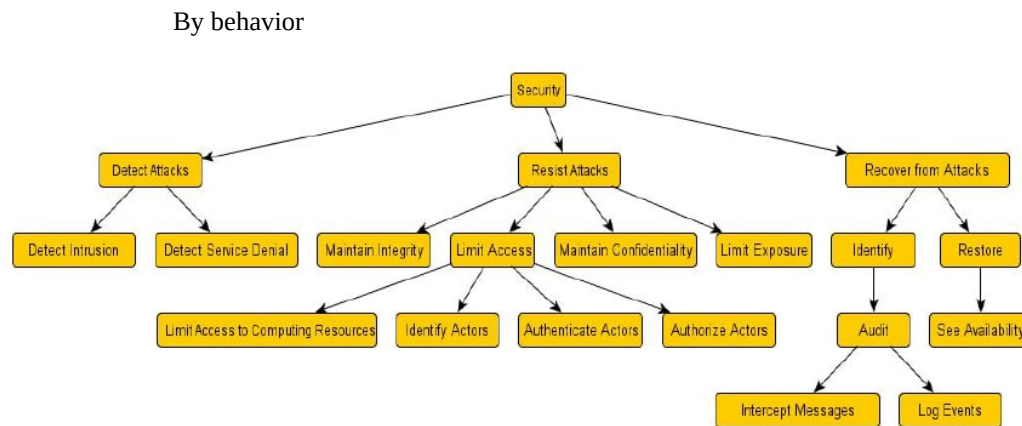 By behavior
Security
Detect Attacks
Resist Attacks
Recover from Attacks
Detect Intrusion
Detect Service Denial
Maintain Integrity
Limit Access
Maintain Confidentiality
Limit Exposure
Identify
Restore
Limit Access to Computing Resources
Identify Actors
Authenticate Actors
Authorize Actors
Audit
See Availability
Intercept Messages
Log Events